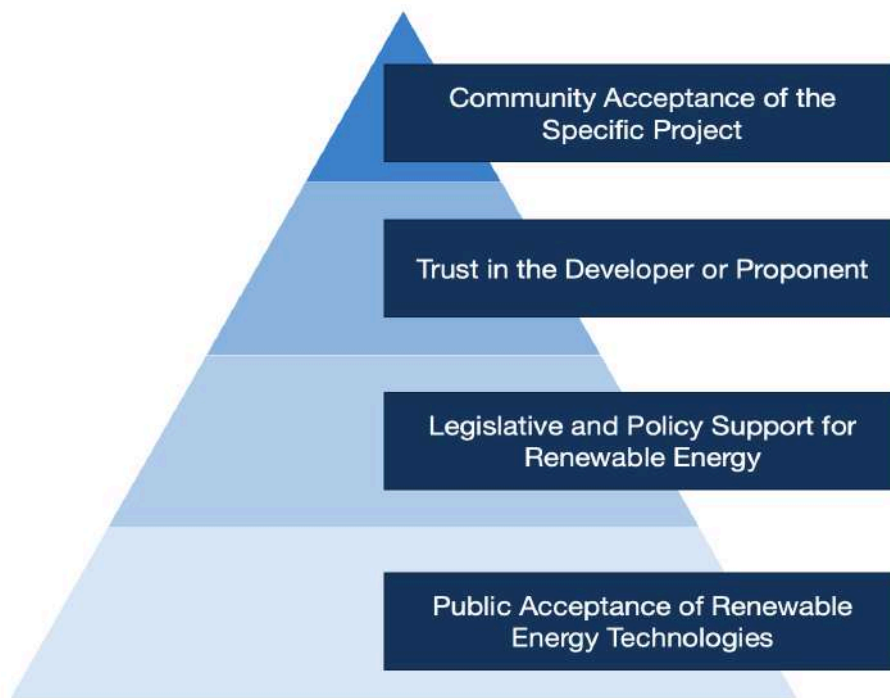 Community Acceptance of the
Specific Project
Trust in the Developer or Proponent
Legislative and Policy Support for
Renewable Energy
Public Acceptance of Renewable
Energy Technologies